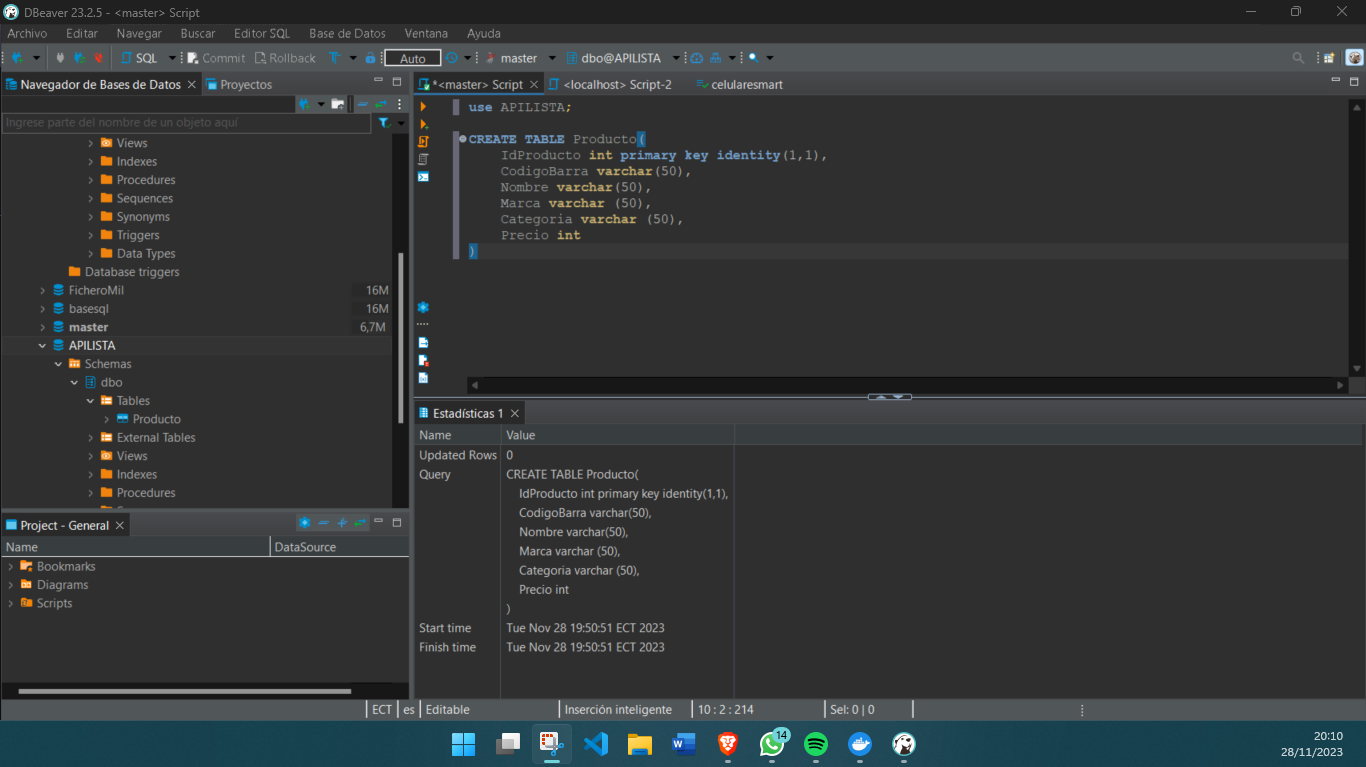 DBeaver 23.2.5 - <master> Script
Archivo Editar Navegar Buscar Editor SQL Base de Datos Ventana Ayuda
SQL Commit Rollback Auto master dbo@APILISTA
Navegador de Bases de Datos Proyectos
*<master> Script <localhost> Script-2 celularesmart
Ingrese parte del nombre de un objeto aquí
Views
Indexes
Procedures
Sequences
Synonyms
Triggers
Data Types
Database triggers
FicheroMil 16M
basesql 16M
master 6,7M
APILISTA
Schemas
dbo
Tables
Producto
External Tables
Views
Indexes
Procedures
use APILISTA;
CREATE TABLE Producto(
IdProducto int primary key identity(1,1),
CodigoBarra varchar(50),
Nombre varchar(50),
Marca varchar (50),
Categoria varchar (50),
Precio int
)
Estadísticas 1
Name Value
Updated Rows 0
Query CREATE TABLE Producto(
IdProducto int primary key identity(1,1),
CodigoBarra varchar(50),
Nombre varchar(50),
Marca varchar (50),
Categoria varchar (50),
Precio int
)
Start time Tue Nov 28 19:50:51 ECT 2023
Finish time Tue Nov 28 19:50:51 ECT 2023
Project - General
Name DataSource
Bookmarks
Diagrams
Scripts
ECT es Editable Inserción inteligente 10 : 2 : 214 Sel: 0 | 0
14
20:10
28/11/2023